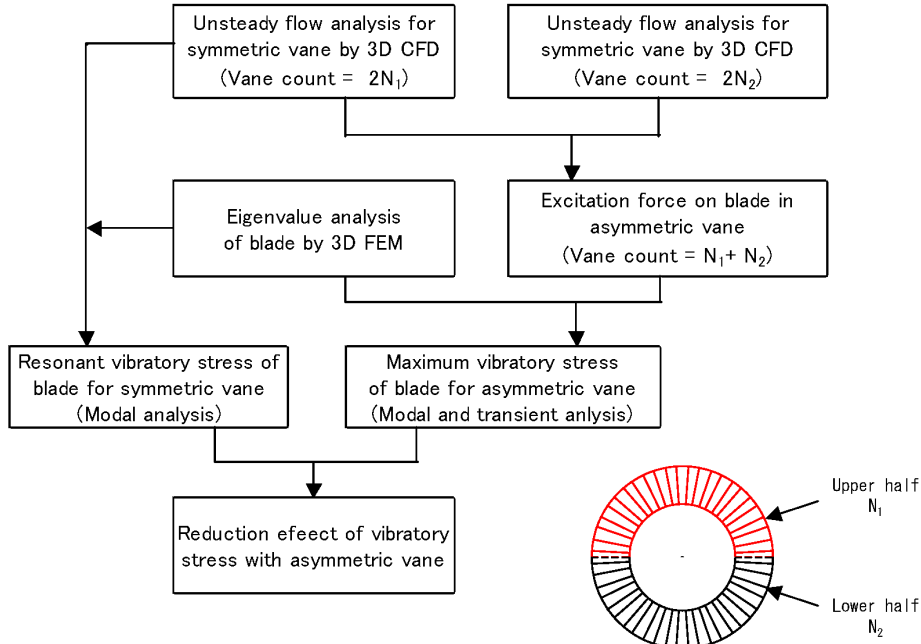 Unsteady flow analysis for
symmetric vane by 3D CFD
(Vane count = 2N₁)
Unsteady flow analysis for
symmetric vane by 3D CFD
(Vane count = 2N₂)
Eigenvalue analysis
of blade by 3D FEM
Excitation force on blade in
asymmetric vane
(Vane count = N₁+ N₂)
Resonant vibratory stress of
blade for symmetric vane
(Modal analysis)
Maximum vibratory stress
of blade for asymmetric vane
(Modal and transient anlysis)
Reduction efeect of vibratory
stress with asymmetric vane
Upper half
N₁
Lower half
N₂